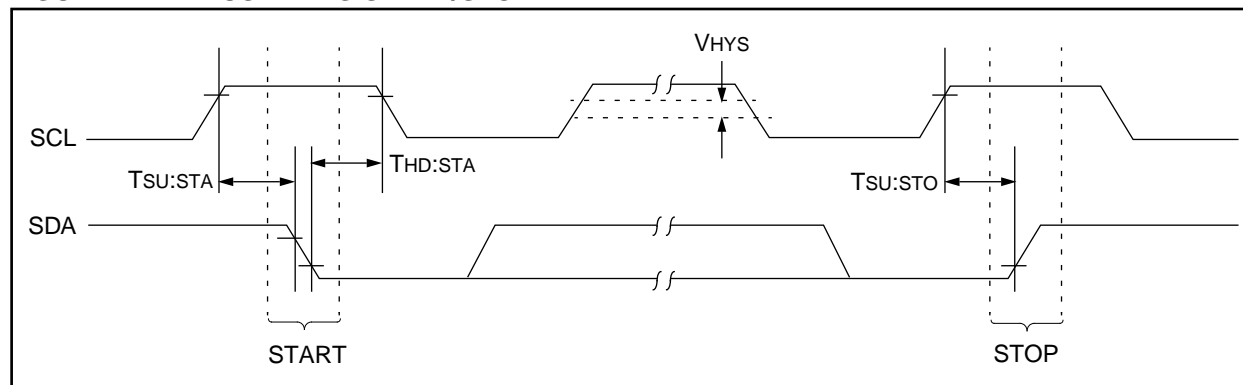 VHYS
SCL
THD:STA
TSU:STA
TSU:STO
SDA
START
STOP